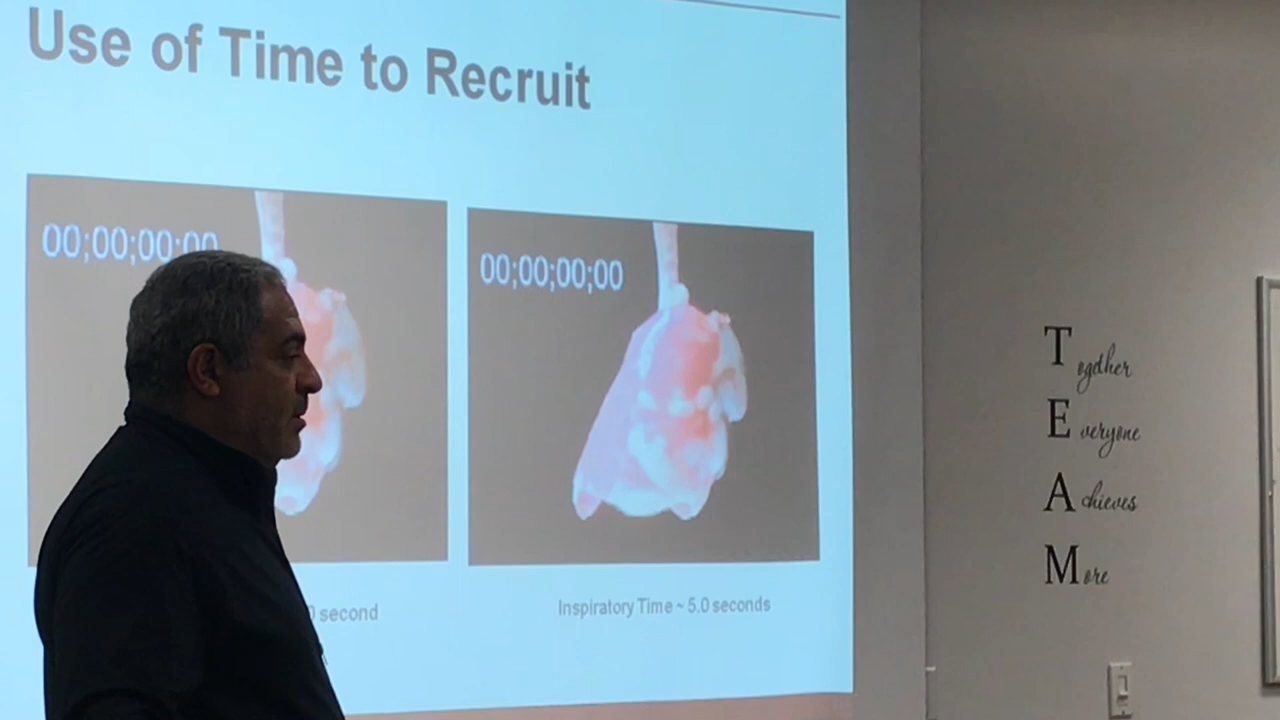 Use of Time to Recruit
00;00;00;00
00;00;00;00
second
Inspiratory Time ~ 5.0 seconds
Together
Everyone
Achieves
More